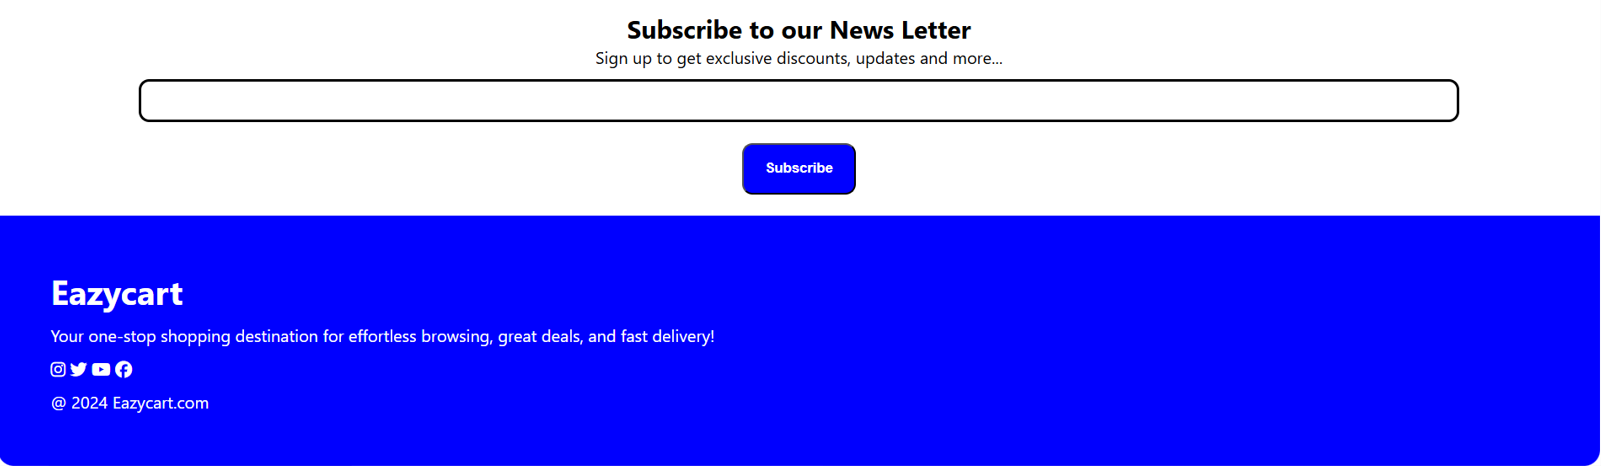 Subscribe to our News Letter
Sign up to get exclusive discounts, updates and more...
Subscribe
Eazycart
Your one-stop shopping destination for effortless browsing, great deals, and fast delivery!
@ 2024 Eazycart.com